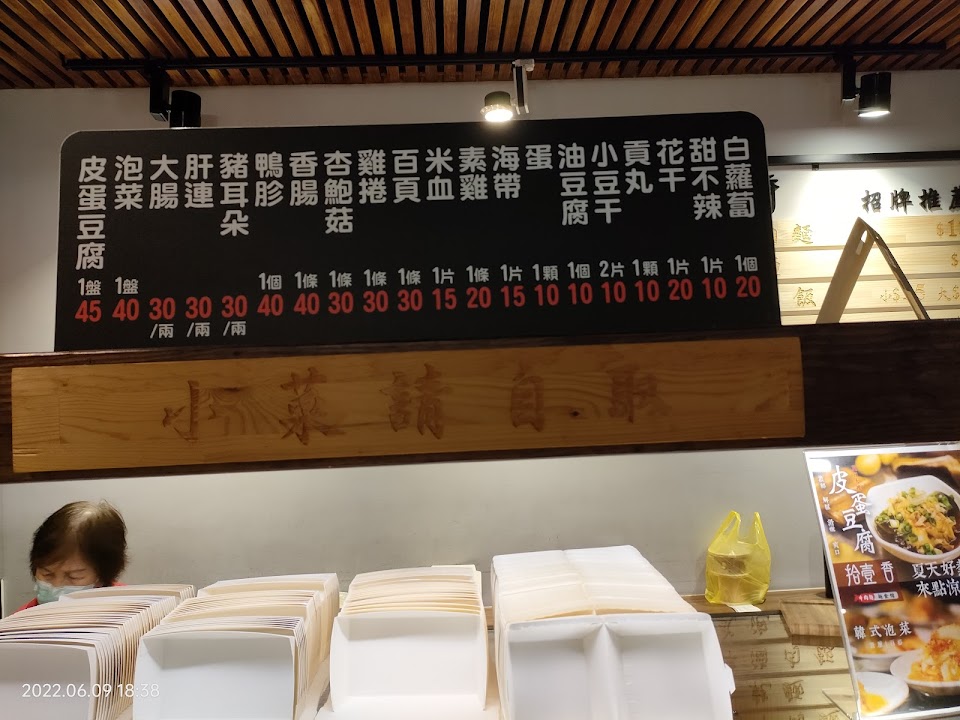 皮蛋豆腐 1盤 45
泡菜 1盤 40
大腸 30/兩
肝連 30/兩
豬耳朵 30/兩
鴨胗 1個 40
香腸 1條 40
杏鮑菇 1條 30
雞捲 1條 30
百頁 1條 30
米血 1片 15
素雞 1條 20
海帶 1片 15
蛋 1顆 10
油豆腐 1個 10
小豆干 2片 10
貢丸 1顆 10
花干 1片 20
甜不辣 1片 10
白蘿蔔 1個 20
招牌推薦
麵
飯
小菜請自取
皮蛋豆腐
拾壹香
夏天好
來點涼
韓式泡菜
2022.06.09 18:38